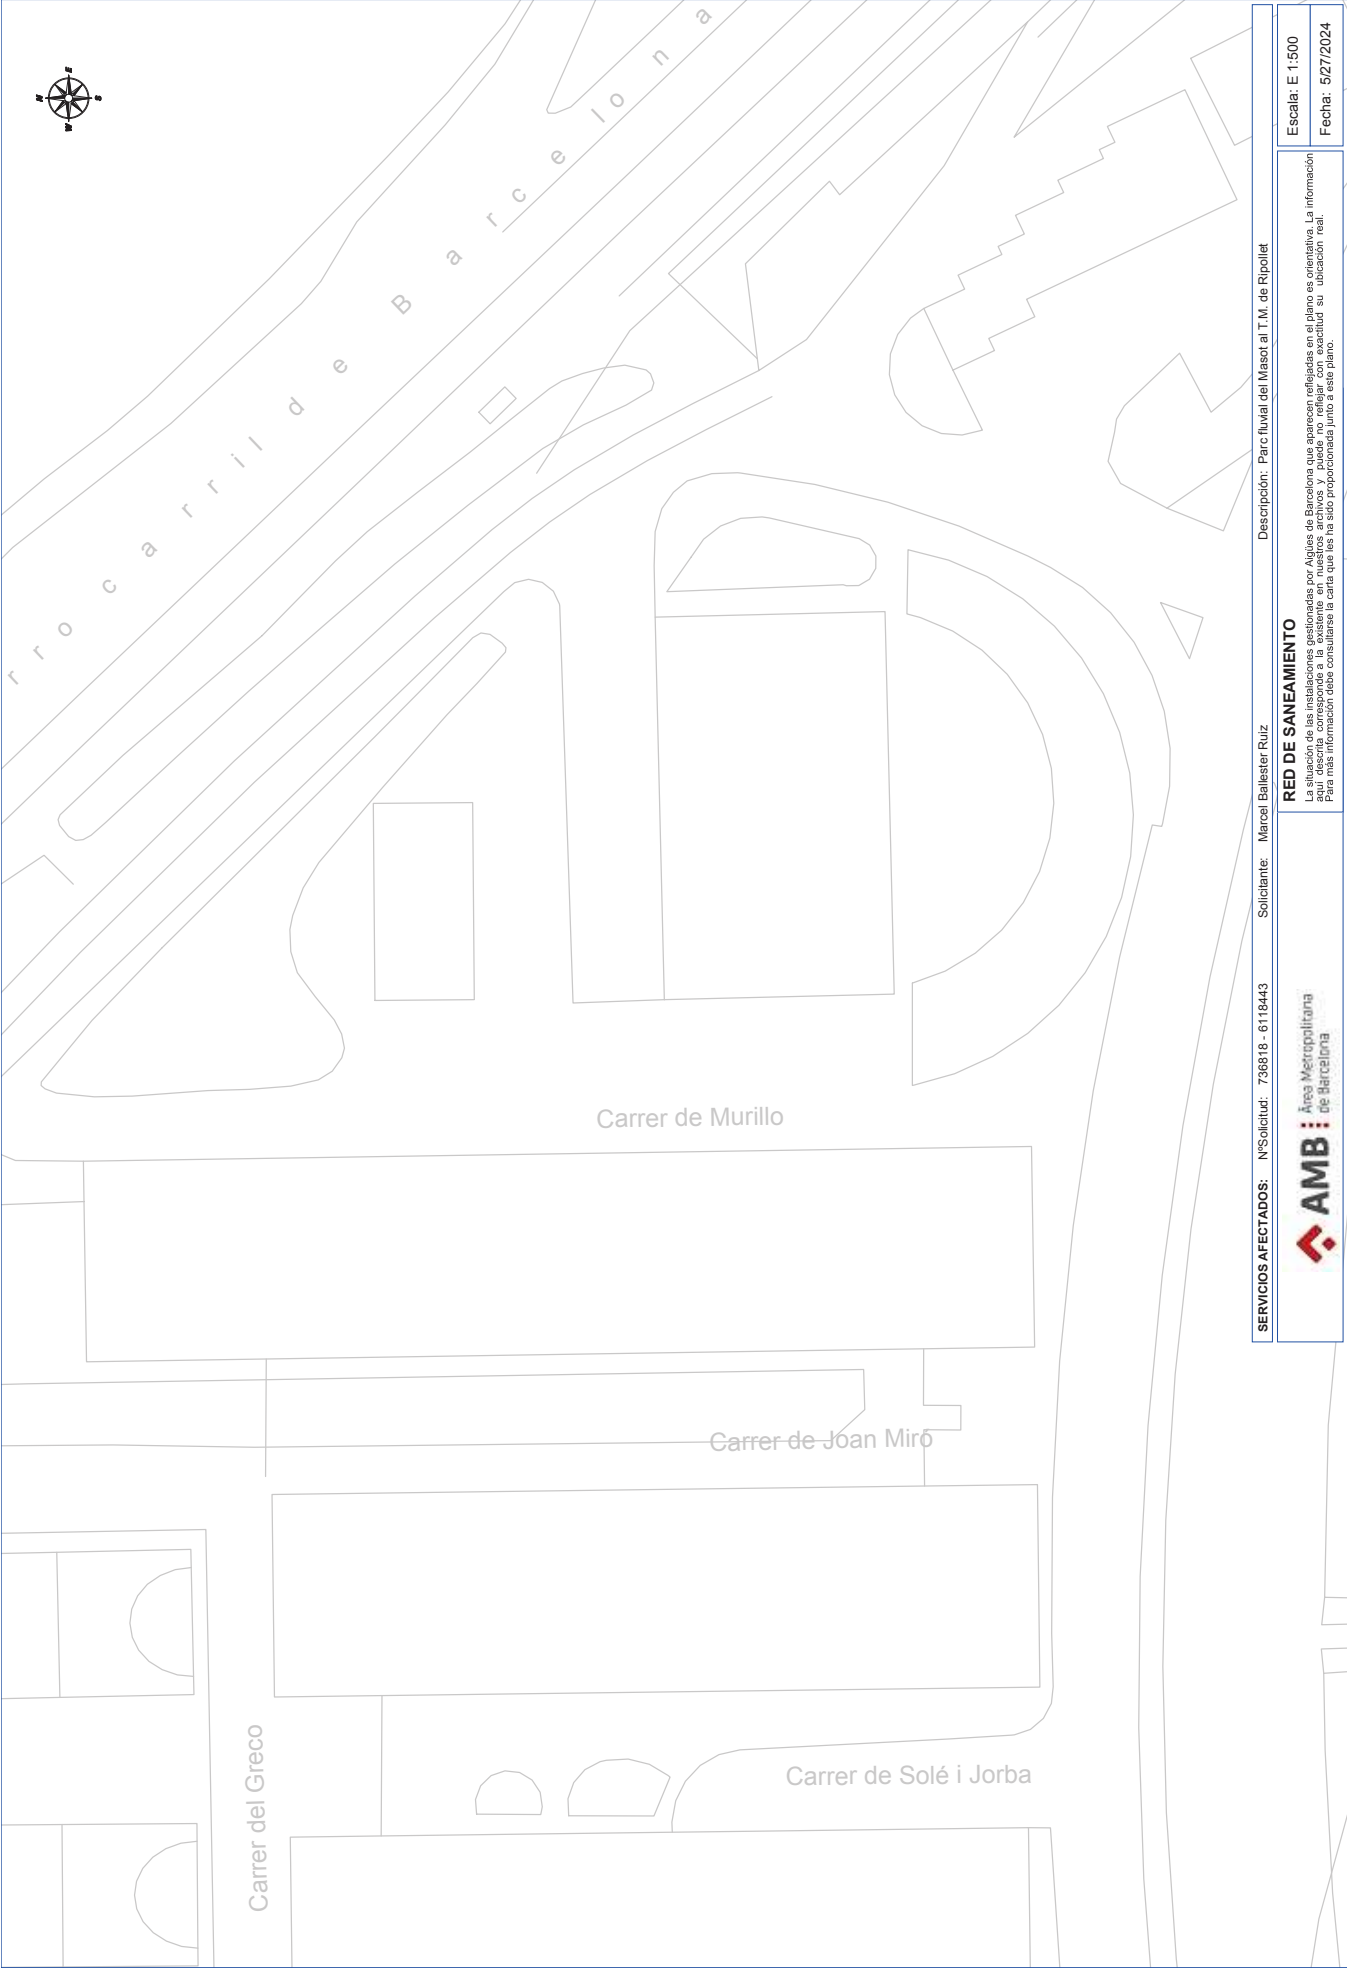 N
E
S
W
r r o c a r r i l d e B a r c e l o n a
Carrer de Murillo
Carrer de Joan Miró
Carrer de Solé i Jorba
Carrer del Greco
SERVICIOS AFECTADOS: NºSolicitud: 736818 - 6118443 Solicitante: Marcel Ballester Ruiz Descripción: Parc fluvial del Masot al T.M. de Ripollet
AMB Àrea Metropolitana
de Barcelona
RED DE SANEAMIENTO
La situación de las instalaciones gestionadas por Aigües de Barcelona que aparecen reflejadas en el plano es orientativa. La información
aquí descrita corresponde a la existente en nuestros archivos y puede no reflejar con exactitud su ubicación real.
Para más información debe consultarse la carta que les ha sido proporcionada junto a este plano.
Escala: E 1:500
Fecha: 5/27/2024